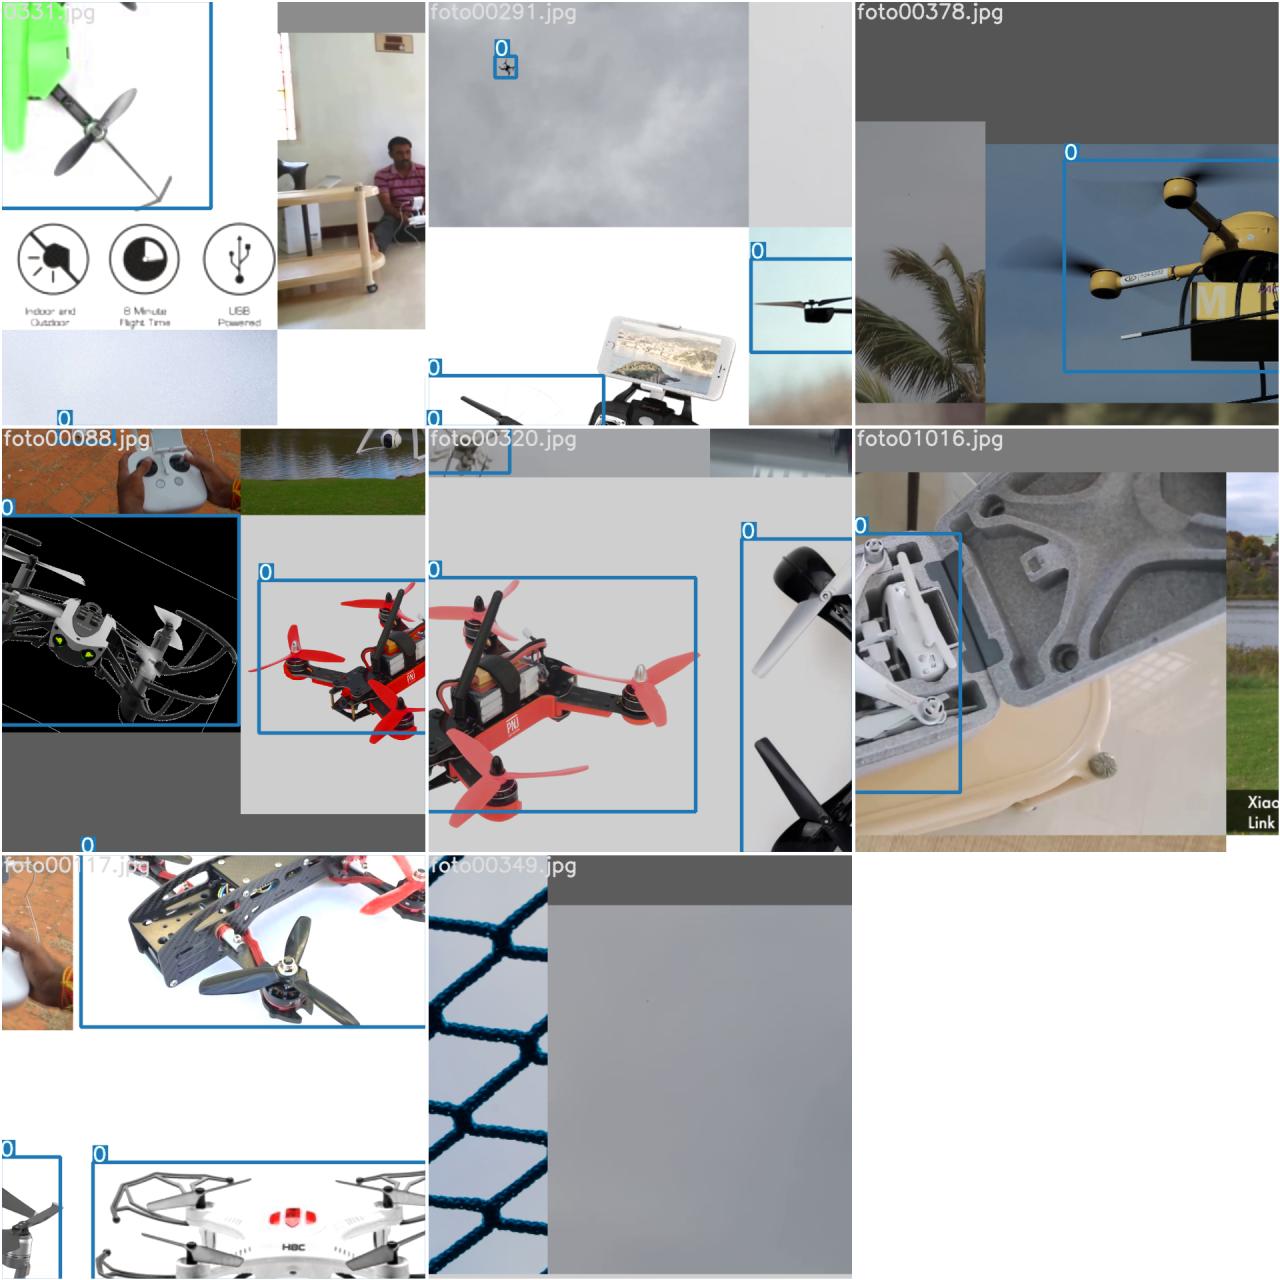 0331.jpg
foto00291.jpg
0
foto00378.jpg
0
Indoor and
Outdoor
8 Minute
Flight Time
USB
Powered
0
0
0
0
M
foto00088.jpg
0
0
PNJ
foto00320.jpg
0
0
PNJ
foto01016.jpg
0
Xiao
Link
0
foto00117.jpg
0
0
HBC
foto00349.jpg